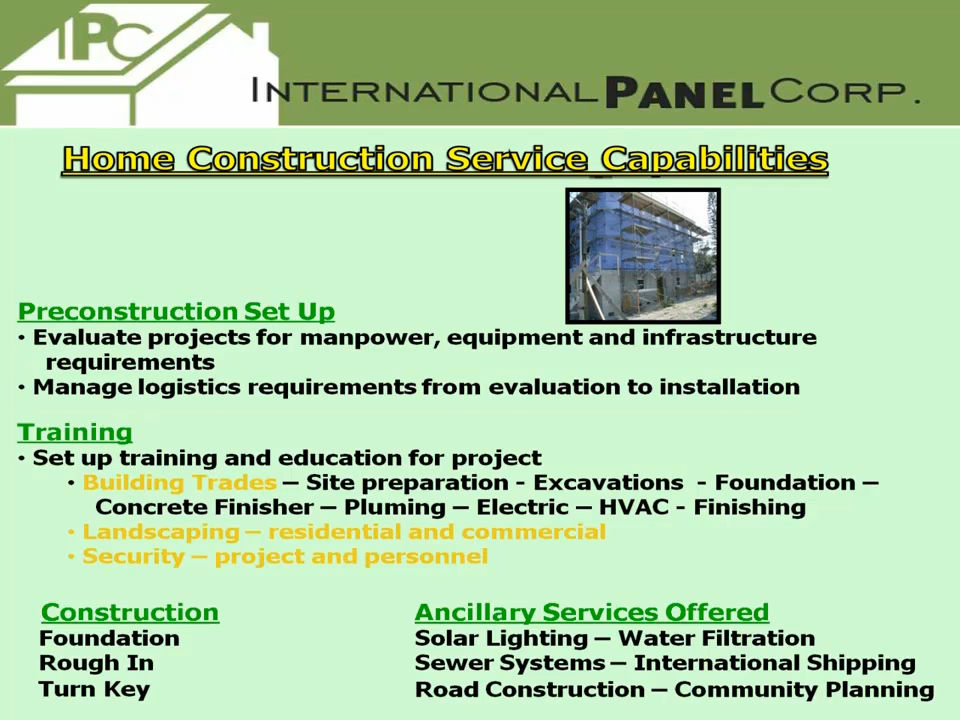 IPC
INTERNATIONAL PANEL CORP.
Home Construction Service Capabilities
Preconstruction Set Up
• Evaluate projects for manpower, equipment and infrastructure
requirements
• Manage logistics requirements from evaluation to installation
Training
• Set up training and education for project
• Building Trades – Site preparation - Excavations - Foundation –
Concrete Finisher – Pluming – Electric – HVAC - Finishing
• Landscaping – residential and commercial
• Security – project and personnel
Construction
Foundation
Rough In
Turn Key
Ancillary Services Offered
Solar Lighting – Water Filtration
Sewer Systems – International Shipping
Road Construction – Community Planning